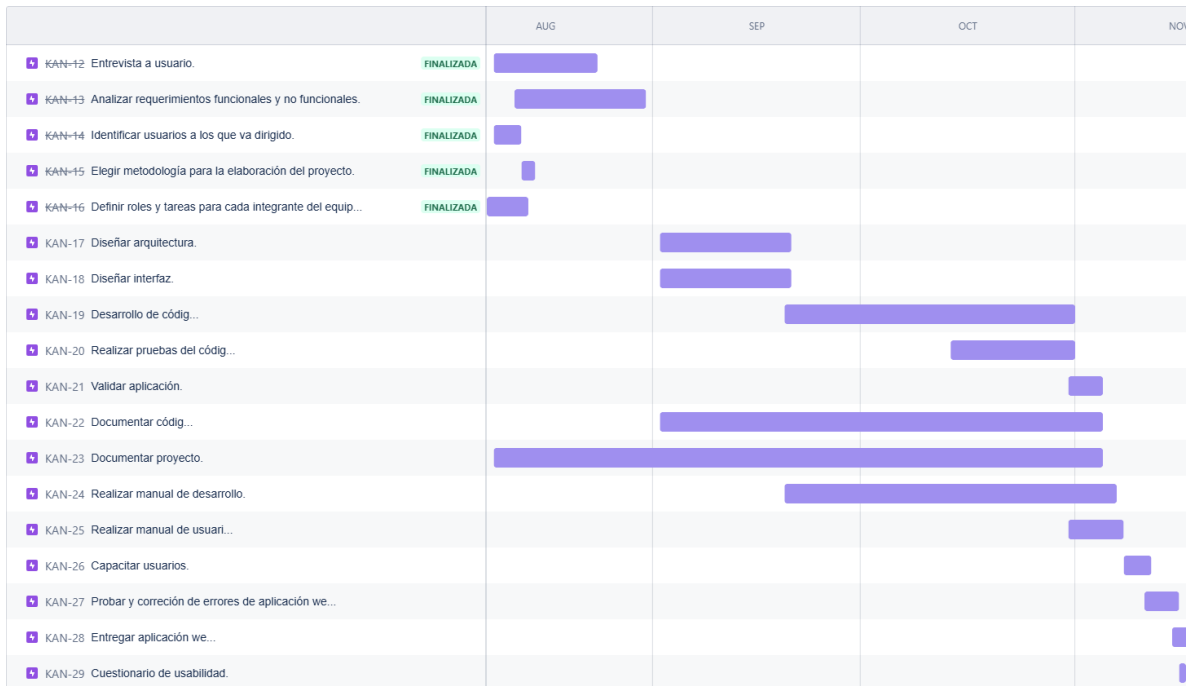 AUG SEP OCT NOV
KAN-12 Entrevista a usuario. FINALIZADA
KAN-13 Analizar requerimientos funcionales y no funcionales. FINALIZADA
KAN-14 Identificar usuarios a los que va dirigido. FINALIZADA
KAN-15 Elegir metodología para la elaboración del proyecto. FINALIZADA
KAN-16 Definir roles y tareas para cada integrante del equip... FINALIZADA
KAN-17 Diseñar arquitectura.
KAN-18 Diseñar interfaz.
KAN-19 Desarrollo de códig...
KAN-20 Realizar pruebas del códig...
KAN-21 Validar aplicación.
KAN-22 Documentar códig...
KAN-23 Documentar proyecto.
KAN-24 Realizar manual de desarrollo.
KAN-25 Realizar manual de usuari...
KAN-26 Capacitar usuarios.
KAN-27 Probar y correción de errores de aplicación we...
KAN-28 Entregar aplicación we...
KAN-29 Cuestionario de usabilidad.